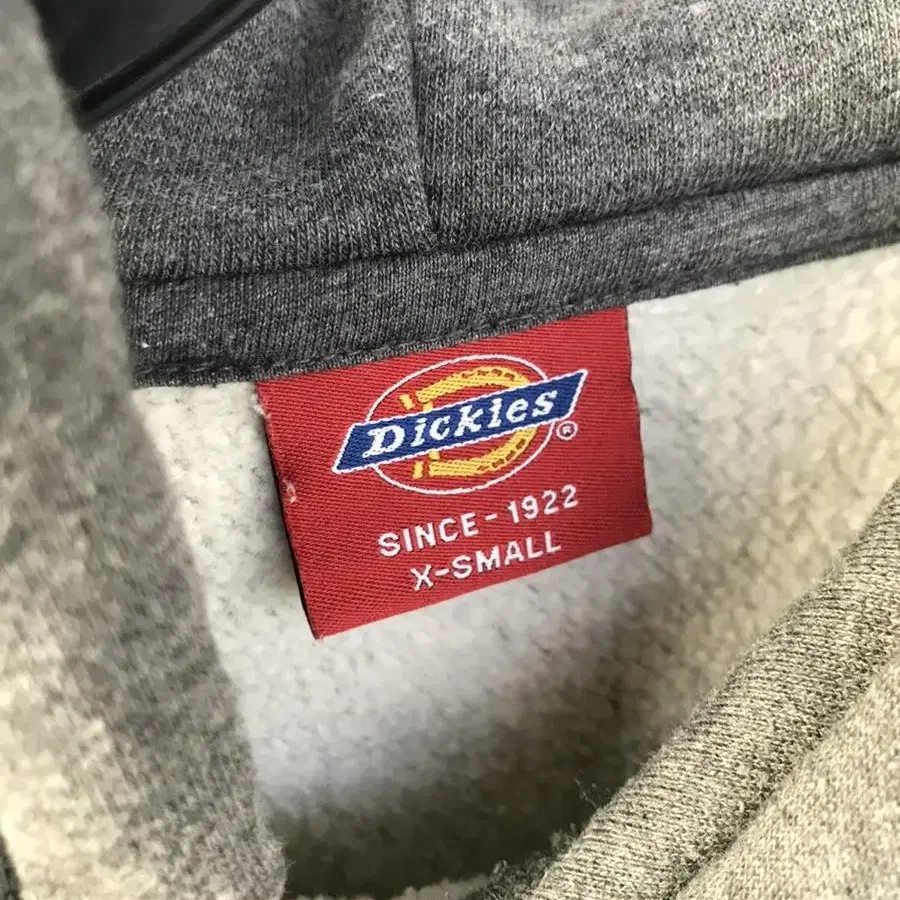 Dickies ®
SINCE-1922
X-SMALL